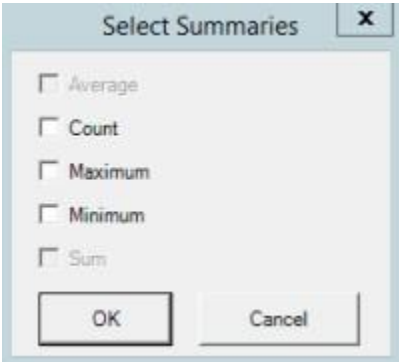 Select Summaries
x
Average
Count
Maximum
Minimum
Sum
OK Cancel